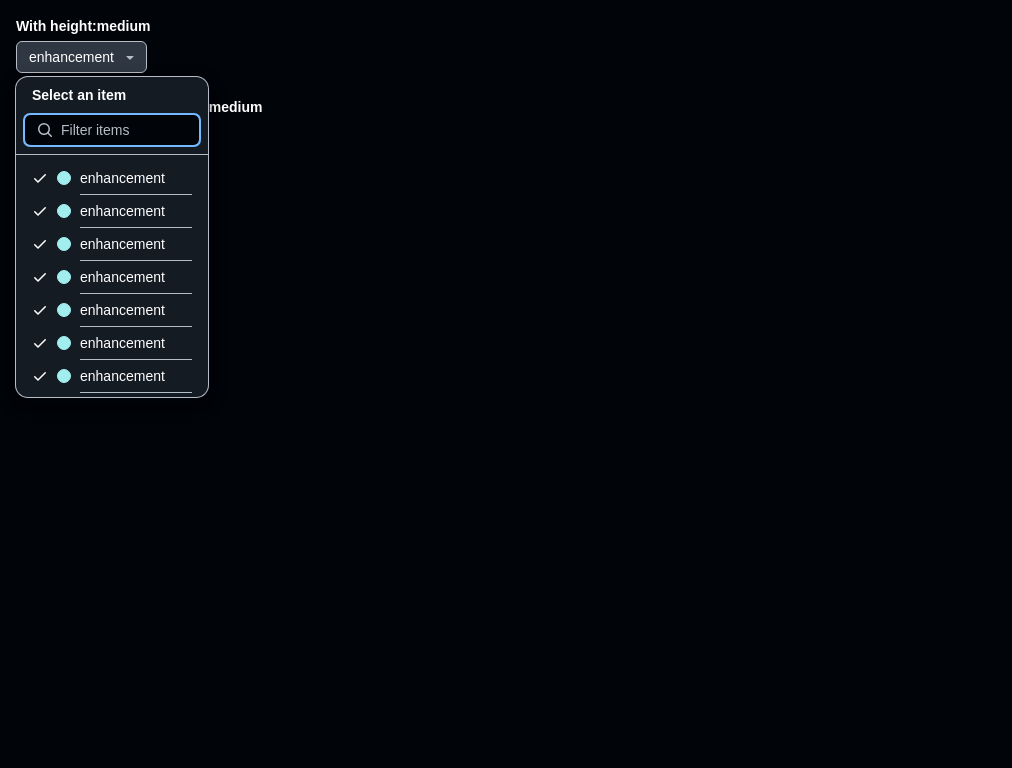 With height:medium
enhancement
Select an item
medium
Filter items
enhancement
enhancement
enhancement
enhancement
enhancement
enhancement
enhancement